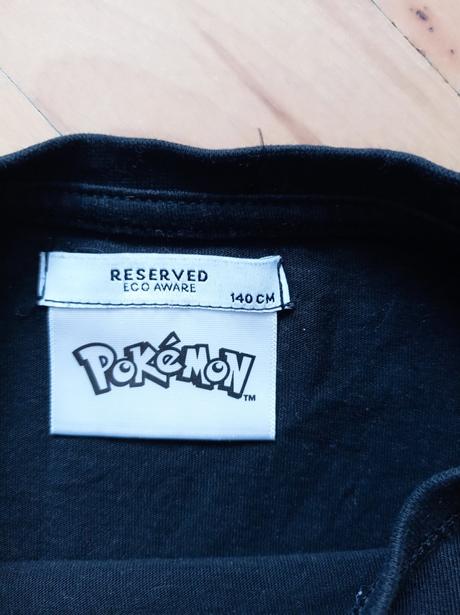 RESERVED
ECO AWARE
140 CM
POKéMON
TM